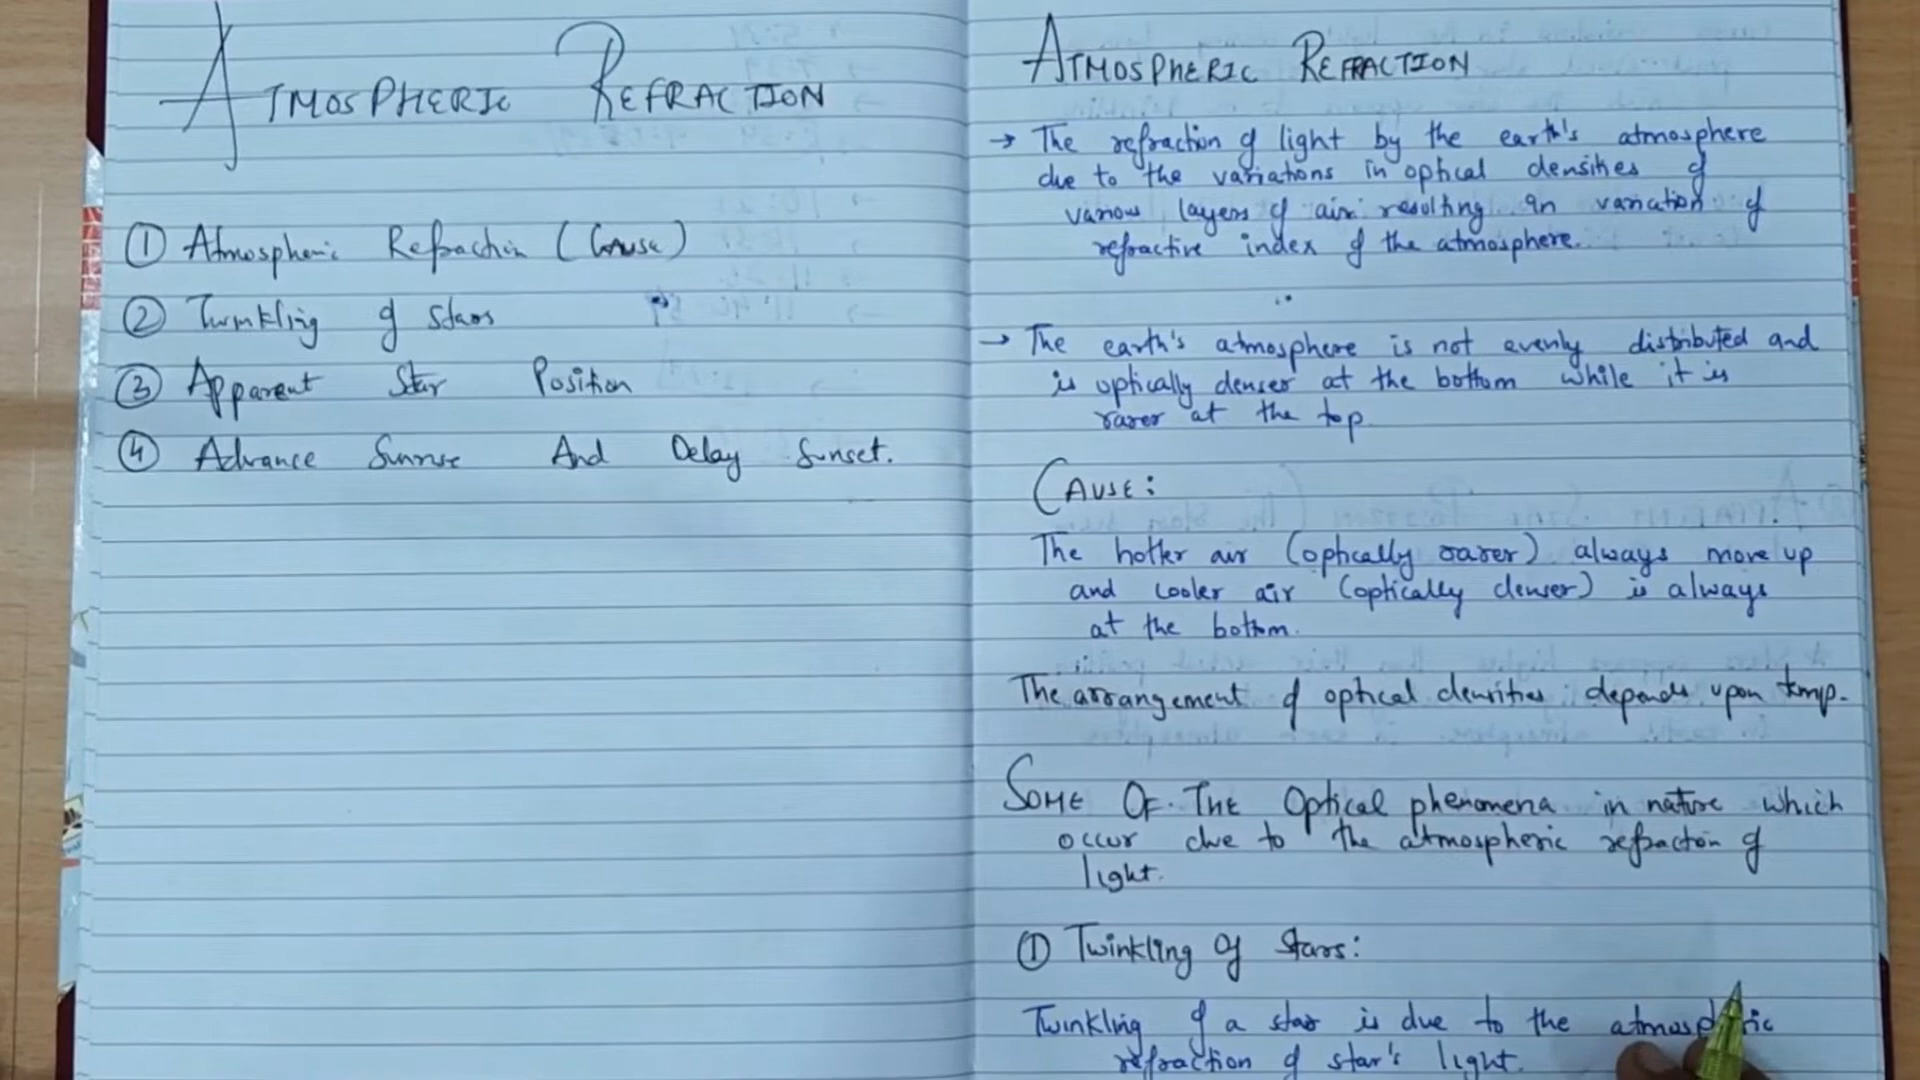 ATMOSPHERIC REFRACTION
① Atmospheric Refraction (Cause)
② Twinkling of stars
③ Apparent Star Position
④ Advance Sunrise And Delay Sunset.
ATMOSPHERIC REFRACTION
→ The refraction of light by the earth's atmosphere
due to the variations in optical densities of
various layers of air resulting in variation of
refractive index of the atmosphere.
→ The earth's atmosphere is not evenly distributed and
is optically denser at the bottom while it is
rarer at the top.
CAUSE:
The hotter air (optically rarer) always move up
and cooler air (optically denser) is always
at the bottom.
The arrangement of optical densities depends upon temp.
SOME OF THE Optical phenomena in nature which
occur due to the atmospheric refraction of
light.
① Twinkling Of Stars:
Twinkling of a star is due to the atmospheric
refraction of star's light.